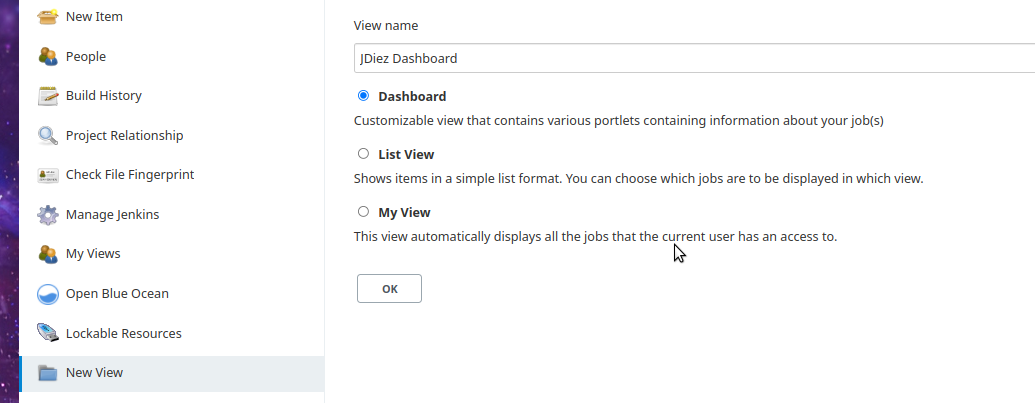 New Item
People
Build History
Project Relationship
Check File Fingerprint
Manage Jenkins
My Views
Open Blue Ocean
Lockable Resources
New View
View name
JDiez Dashboard
Dashboard
Customizable view that contains various portlets containing information about your job(s)
List View
Shows items in a simple list format. You can choose which jobs are to be displayed in which view.
My View
This view automatically displays all the jobs that the current user has an access to.
OK